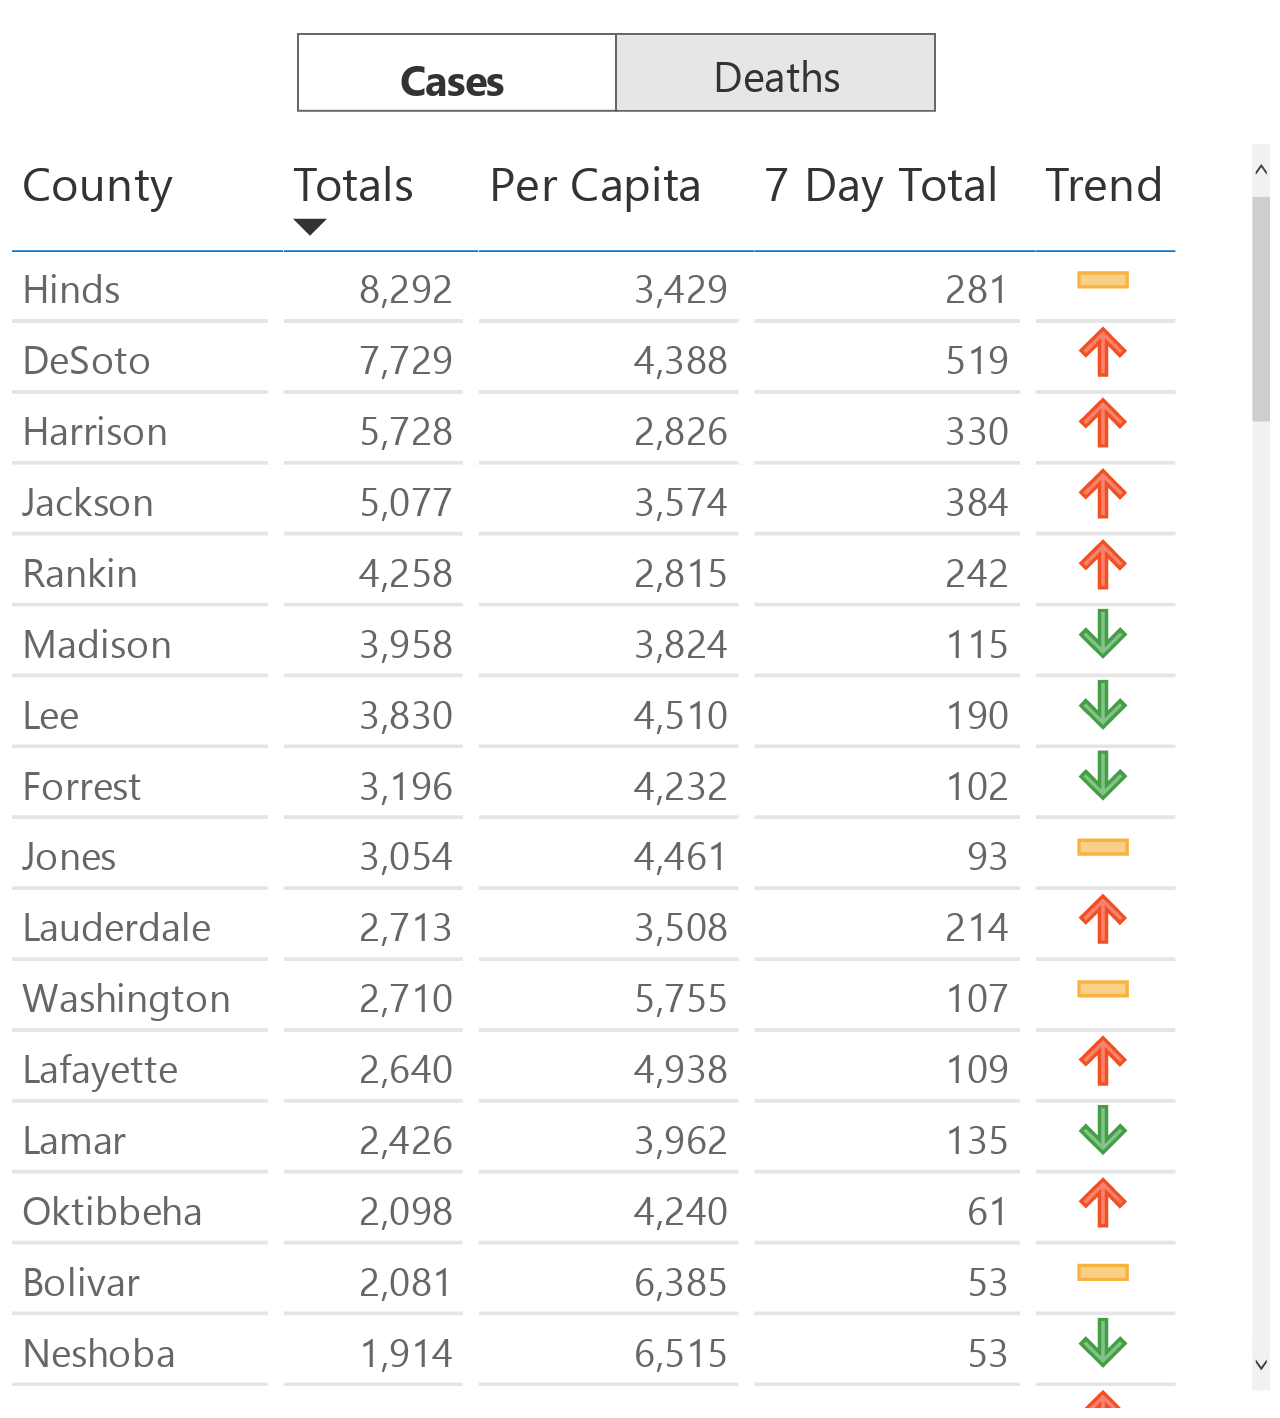 Cases Deaths
County Totals Per Capita 7 Day Total Trend
Hinds 8,292 3,429 281
DeSoto 7,729 4,388 519
Harrison 5,728 2,826 330
Jackson 5,077 3,574 384
Rankin 4,258 2,815 242
Madison 3,958 3,824 115
Lee 3,830 4,510 190
Forrest 3,196 4,232 102
Jones 3,054 4,461 93
Lauderdale 2,713 3,508 214
Washington 2,710 5,755 107
Lafayette 2,640 4,938 109
Lamar 2,426 3,962 135
Oktibbeha 2,098 4,240 61
Bolivar 2,081 6,385 53
Neshoba 1,914 6,515 53